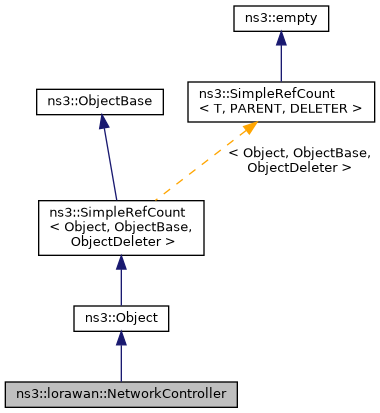 ns3::empty
ns3::SimpleRefCount
< T, PARENT, DELETER >
ns3::ObjectBase
< Object, ObjectBase,
ObjectDeleter >
ns3::SimpleRefCount
< Object, ObjectBase,
ObjectDeleter >
ns3::Object
ns3::lorawan::NetworkController